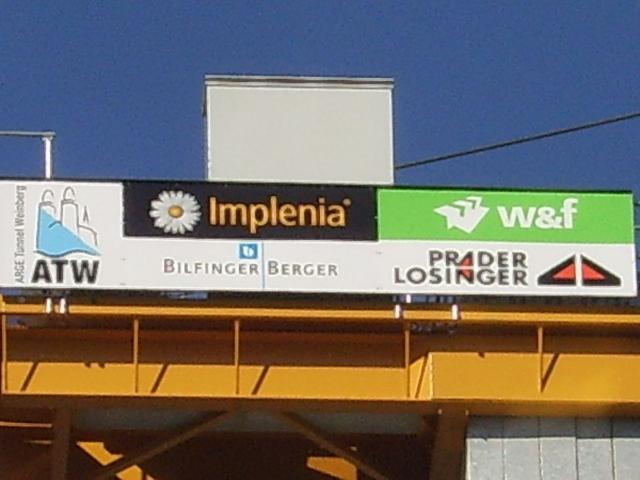 ARGE Tunnel Weinberg
ATW
Implenia
BILFINGER BERGER
w&f
PRADER
LOSINGER